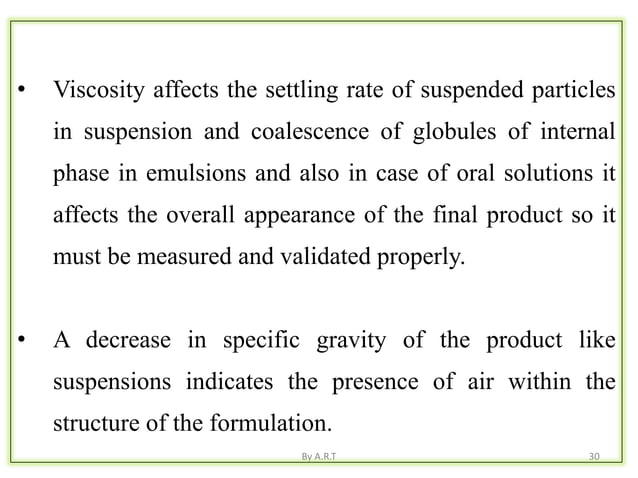 • Viscosity affects the settling rate of suspended particles
in suspension and coalescence of globules of internal
phase in emulsions and also in case of oral solutions it
affects the overall appearance of the final product so it
must be measured and validated properly.
• A decrease in specific gravity of the product like
suspensions indicates the presence of air within the
structure of the formulation.
By A.R.T 30